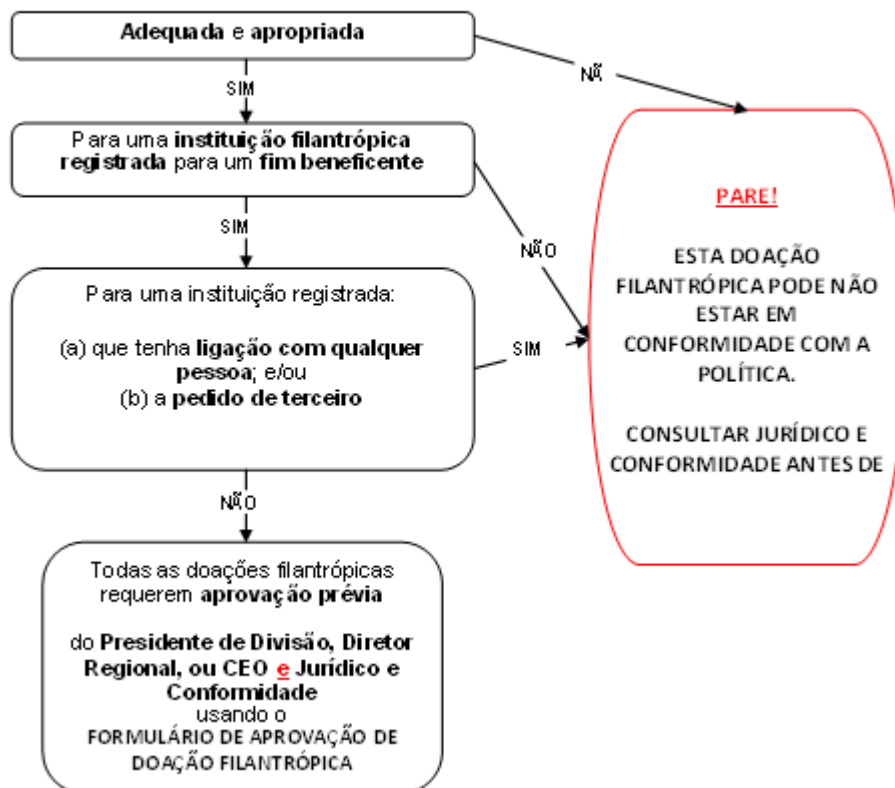 Adequada e apropriada
NÃ
SIM
Para uma instituição filantrópica
registrada para um fim beneficente
SIM
NÃO
PARE!
ESTA DOAÇÃO
FILANTRÓPICA PODE NÃO
ESTAR EM
CONFORMIDADE COM A
POLÍTICA.
CONSULTAR JURÍDICO E
CONFORMIDADE ANTES DE
Para uma instituição registrada:
(a) que tenha ligação com qualquer
pessoa; e/ou
(b) a pedido de terceiro
SIM
NÃO
Todas as doações filantrópicas
requerem aprovação prévia
do Presidente de Divisão, Diretor
Regional, ou CEO e Jurídico e
Conformidade
usando o
FORMULÁRIO DE APROVAÇÃO DE
DOAÇÃO FILANTRÓPICA